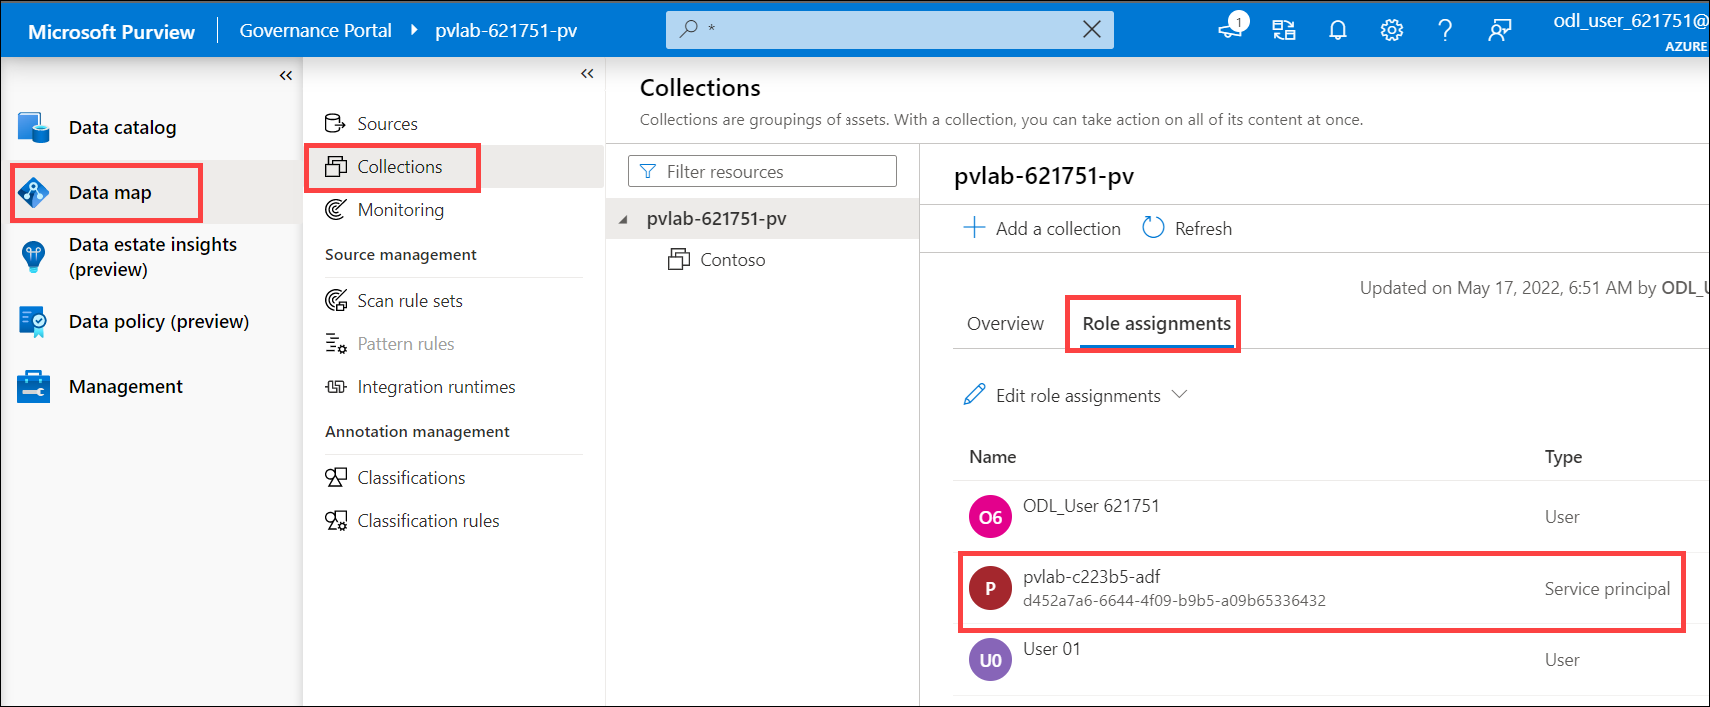 Microsoft Purview
Governance Portal
pvlab-621751-pv
*
1
odl_user_621751@
AZURE
Data catalog
Data map
Data estate insights
(preview)
Data policy (preview)
Management
Sources
Collections
Monitoring
Source management
Scan rule sets
Pattern rules
Integration runtimes
Annotation management
Classifications
Classification rules
Collections
Collections are groupings of assets. With a collection, you can take action on all of its content at once.
Filter resources
pvlab-621751-pv
Contoso
pvlab-621751-pv
Add a collection
Refresh
Updated on May 17, 2022, 6:51 AM by ODL_U
Overview
Role assignments
Edit role assignments
Name
Type
O6
ODL_User 621751
User
P
pvlab-c223b5-adf
d452a7a6-6644-4f09-b9b5-a09b65336432
Service principal
U0
User 01
User